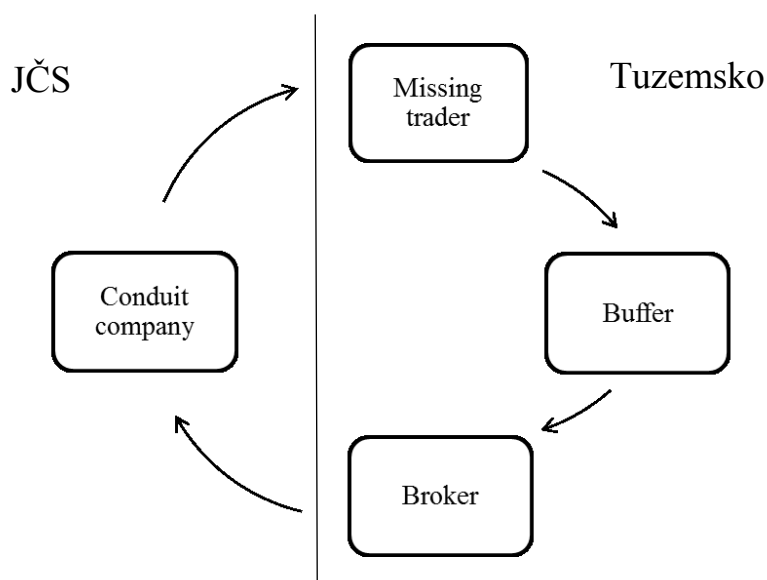 JČS
Tuzemsko
Missing
trader
Conduit
company
Buffer
Broker